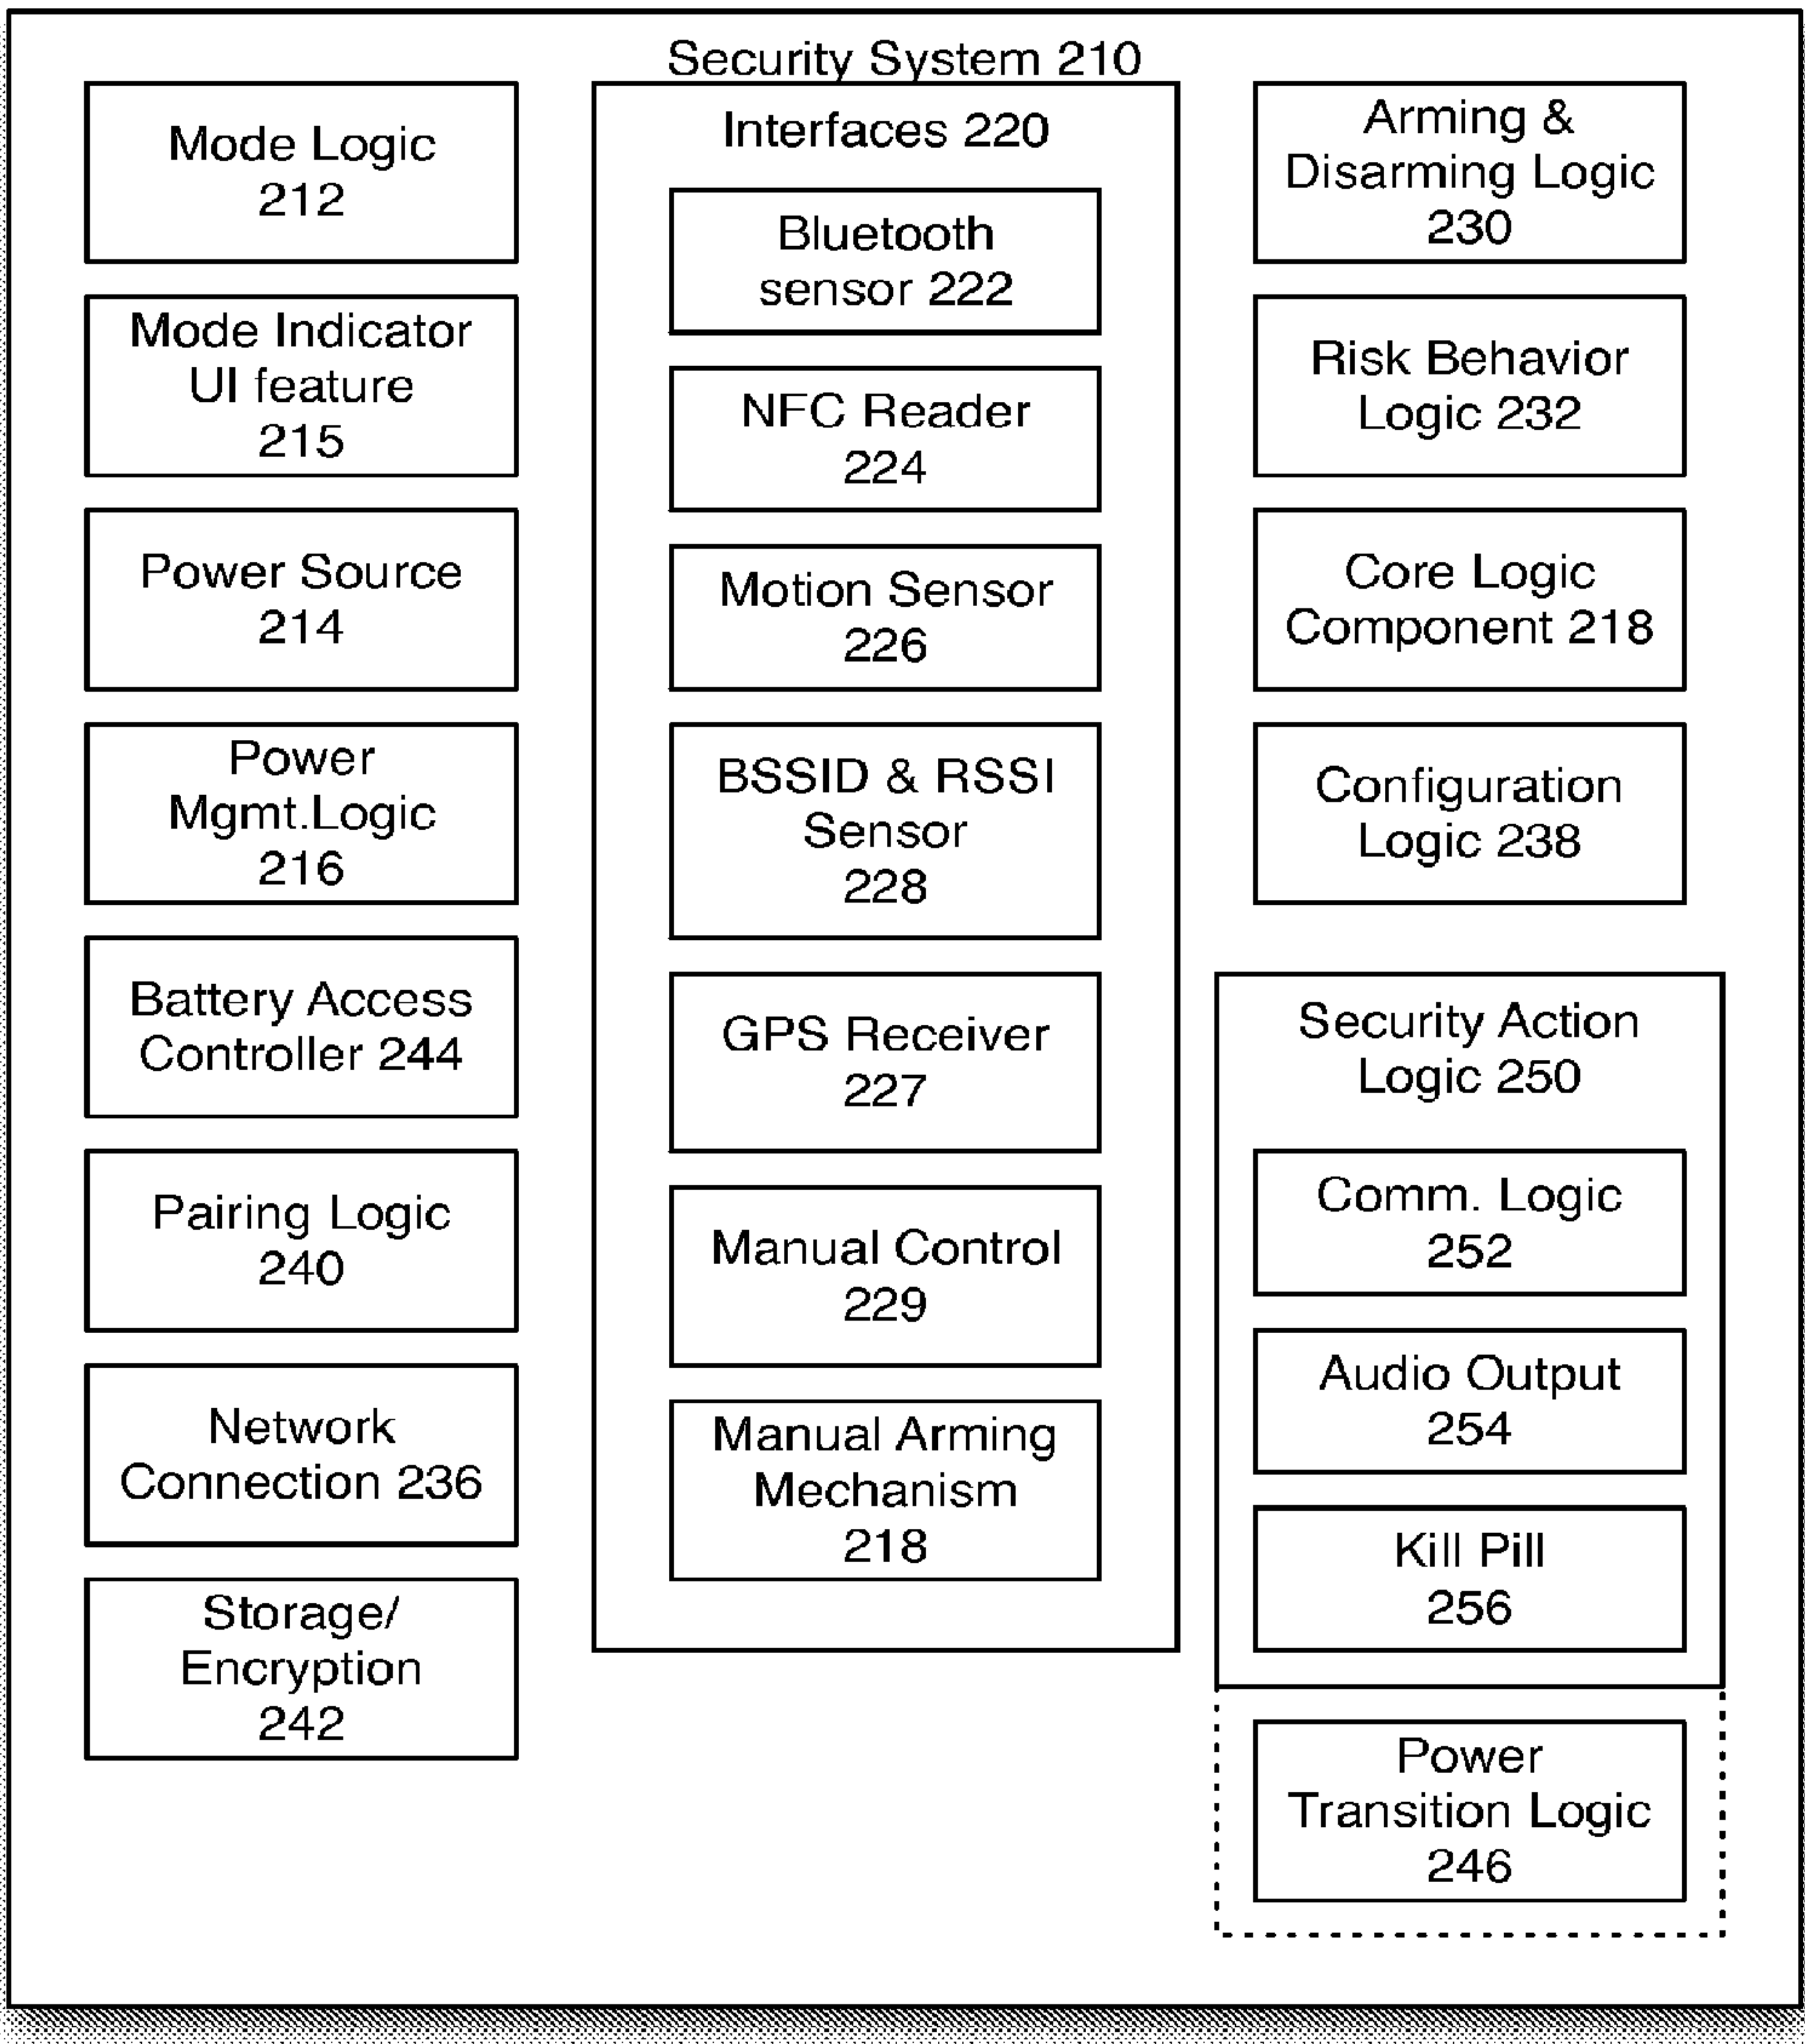 Security System 210
Mode Logic
212
Mode Indicator
UI feature
215
Power Source
214
Power
Mgmt.Logic
216
Battery Access
Controller 244
Pairing Logic
240
Network
Connection 236
Storage/
Encryption
242
Interfaces 220
Bluetooth
sensor 222
NFC Reader
224
Motion Sensor
226
BSSID & RSSI
Sensor
228
GPS Receiver
227
Manual Control
229
Manual Arming
Mechanism
218
Arming &
Disarming Logic
230
Risk Behavior
Logic 232
Core Logic
Component 218
Configuration
Logic 238
Security Action
Logic 250
Comm. Logic
252
Audio Output
254
Kill Pill
256
Power
Transition Logic
246